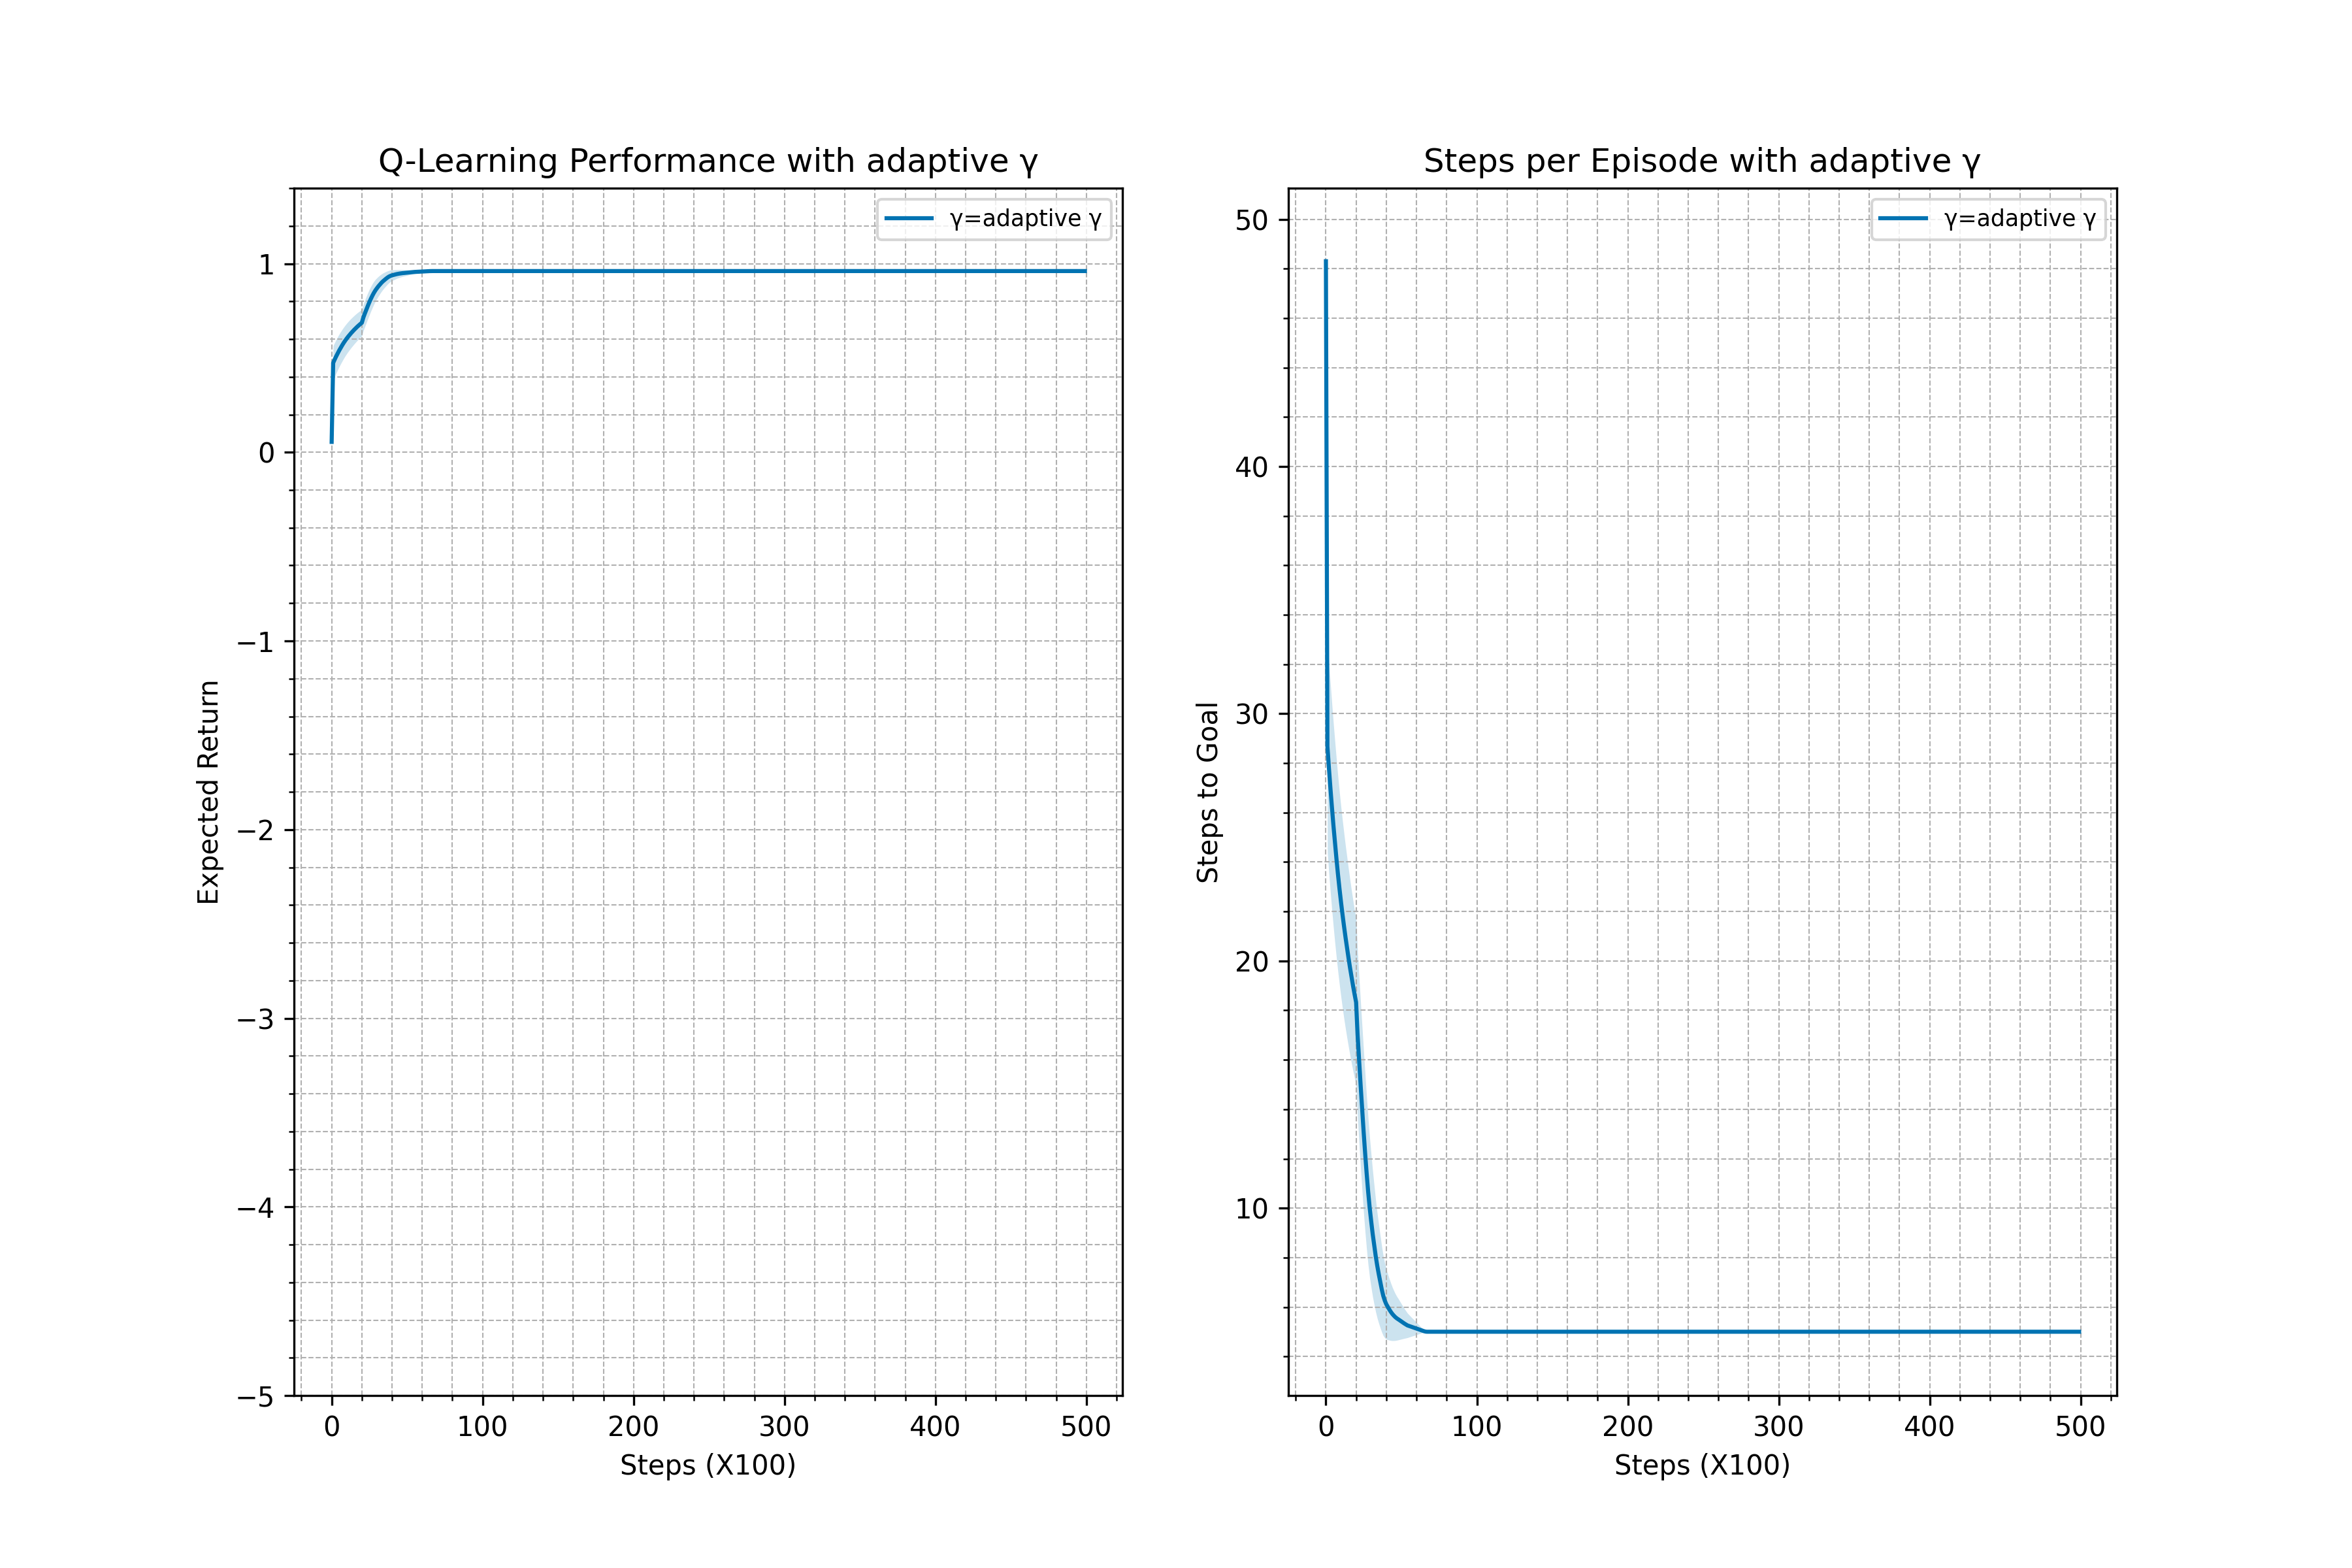 Q-Learning Performance with adaptive γ
γ=adaptive γ
1
0
−1
−2
−3
−4
−5
Expected Return
0 100 200 300 400 500
Steps (X100)
Steps per Episode with adaptive γ
γ=adaptive γ
50
40
30
20
10
Steps to Goal
0 100 200 300 400 500
Steps (X100)